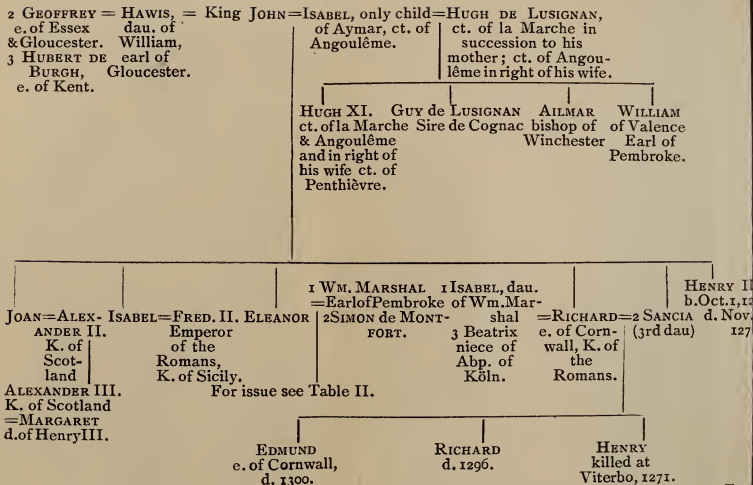 2 GEOFFREY = HAWIS, = King JOHN=ISABEL, only child=HUGH DE LUSIGNAN,
e. of Essex dau. of of Aymar, ct. of ct. of la Marche in
& Gloucester. William, Angoulême. succession to his
3 HUBERT DE earl of mother; ct. of Angou-
BURGH, Gloucester. lême in right of his wife.
e. of Kent.
HUGH XI. GUY de LUSIGNAN AILMAR WILLIAM
ct. of la Marche Sire de Cognac bishop of of Valence
& Angoulême Winchester Earl of
and in right of Pembroke.
his wife ct. of
Penthièvre.
1 WM. MARSHAL 1 ISABEL, dau. HENRY II
=Earl of Pembroke of Wm. Mar- b. Oct. 1, 12
JOAN=ALEX- ISABEL=FRED. II. ELEANOR 2 SIMON DE MONT- shal =RICHARD=2 SANCIA d. Nov.
ANDER II. Emperor FORT. 3 Beatrix e. of Corn- (3rd dau) 127
K. of of the niece of wall, K. of
Scot- Romans, Abp. of the
land K. of Sicily. Köln. Romans.
ALEXANDER III. For issue see Table II.
K. of Scotland
=MARGARET
d. of Henry III.
EDMUND RICHARD HENRY
e. of Cornwall, d. 1296. killed at
d. 1300. Viterbo, 1271.